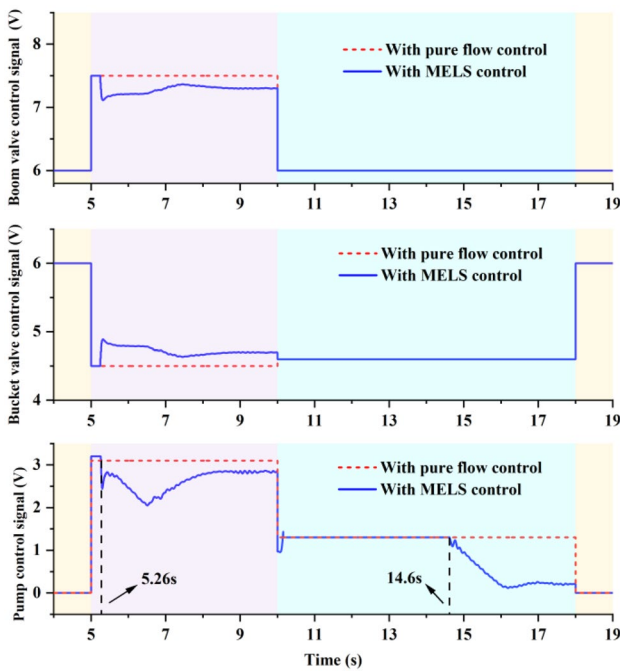 Boom valve control signal (V)
8
7
6
With pure flow control
With MELS control
5 7 9 11 13 15 17 19
Bucket valve control signal (V)
6
5
4
With pure flow control
With MELS control
5 7 9 11 13 15 17 19
Pump control signal (V)
3
2
1
0
With pure flow control
With MELS control
5.26s
14.6s
5 7 9 11 13 15 17 19
Time (s)